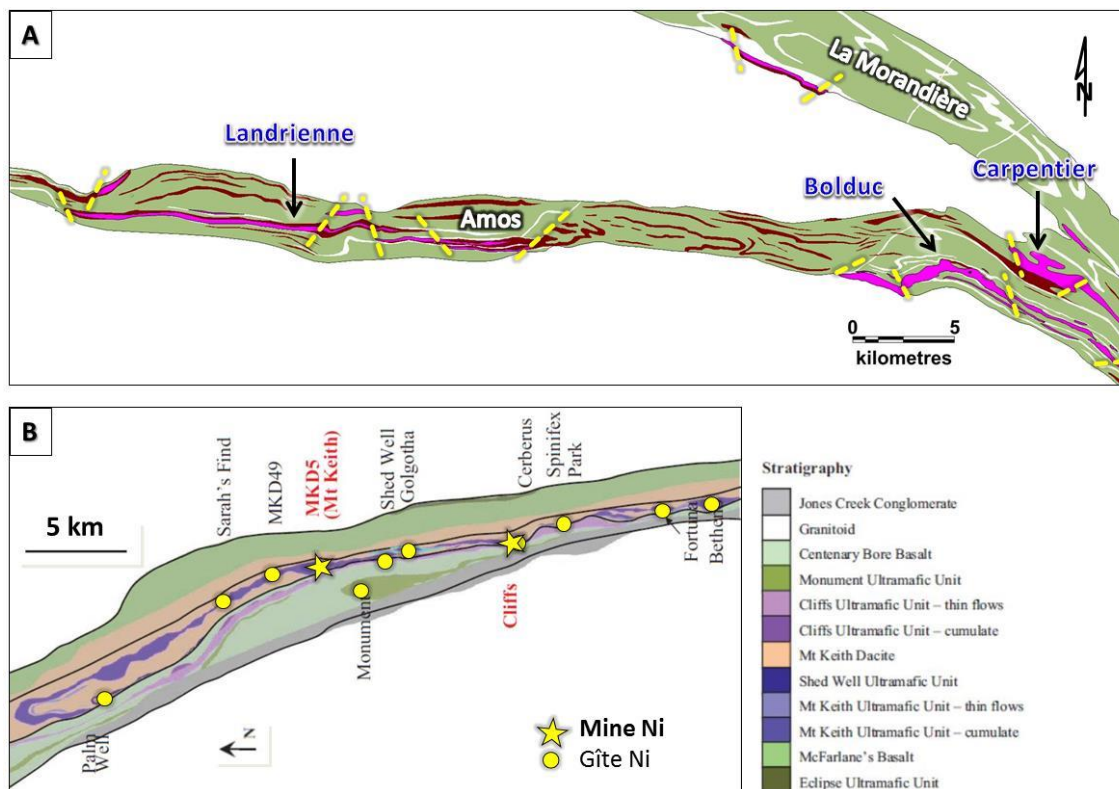 A
La Morandière
N
Landrienne
Carpentier
Bolduc
Amos
0 5
kilometres
B
Sarah's Find
MKD49
MKD5
(Mt Keith)
Shed Well
Golgotha
Cerberus
Spinifex
Park
5 km
Monument
Cliffs
Fortuna
Palm
Well
N
Mine Ni
Gîte Ni
Stratigraphy
Jones Creek Conglomerate
Granitoid
Centenary Bore Basalt
Monument Ultramafic Unit
Cliffs Ultramafic Unit – thin flows
Cliffs Ultramafic Unit – cumulate
Mt Keith Dacite
Shed Well Ultramafic Unit
Mt Keith Ultramafic Unit – thin flows
Mt Keith Ultramafic Unit – cumulate
McFarlane's Basalt
Eclipse Ultramafic Unit